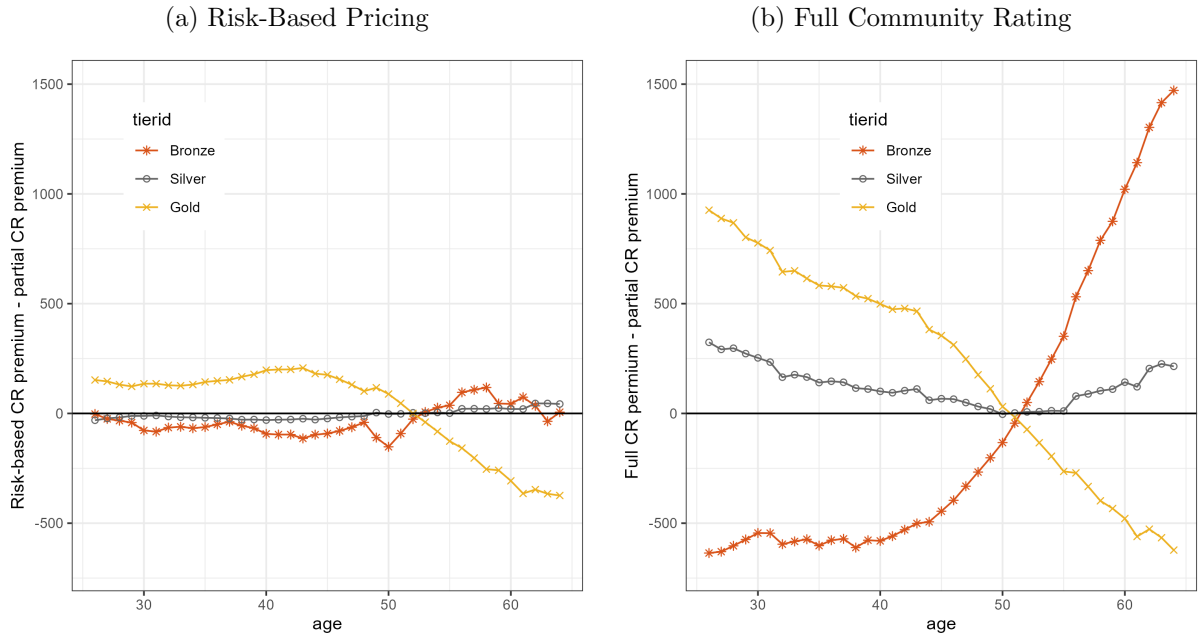 (a) Risk-Based Pricing
Risk-based CR premium - partial CR premium
1500
1000
500
0
-500
tierid
Bronze
Silver
Gold
30
40
50
60
age
(b) Full Community Rating
Full CR permium - partial CR premium
1500
1000
500
0
-500
tierid
Bronze
Silver
Gold
30
40
50
60
age